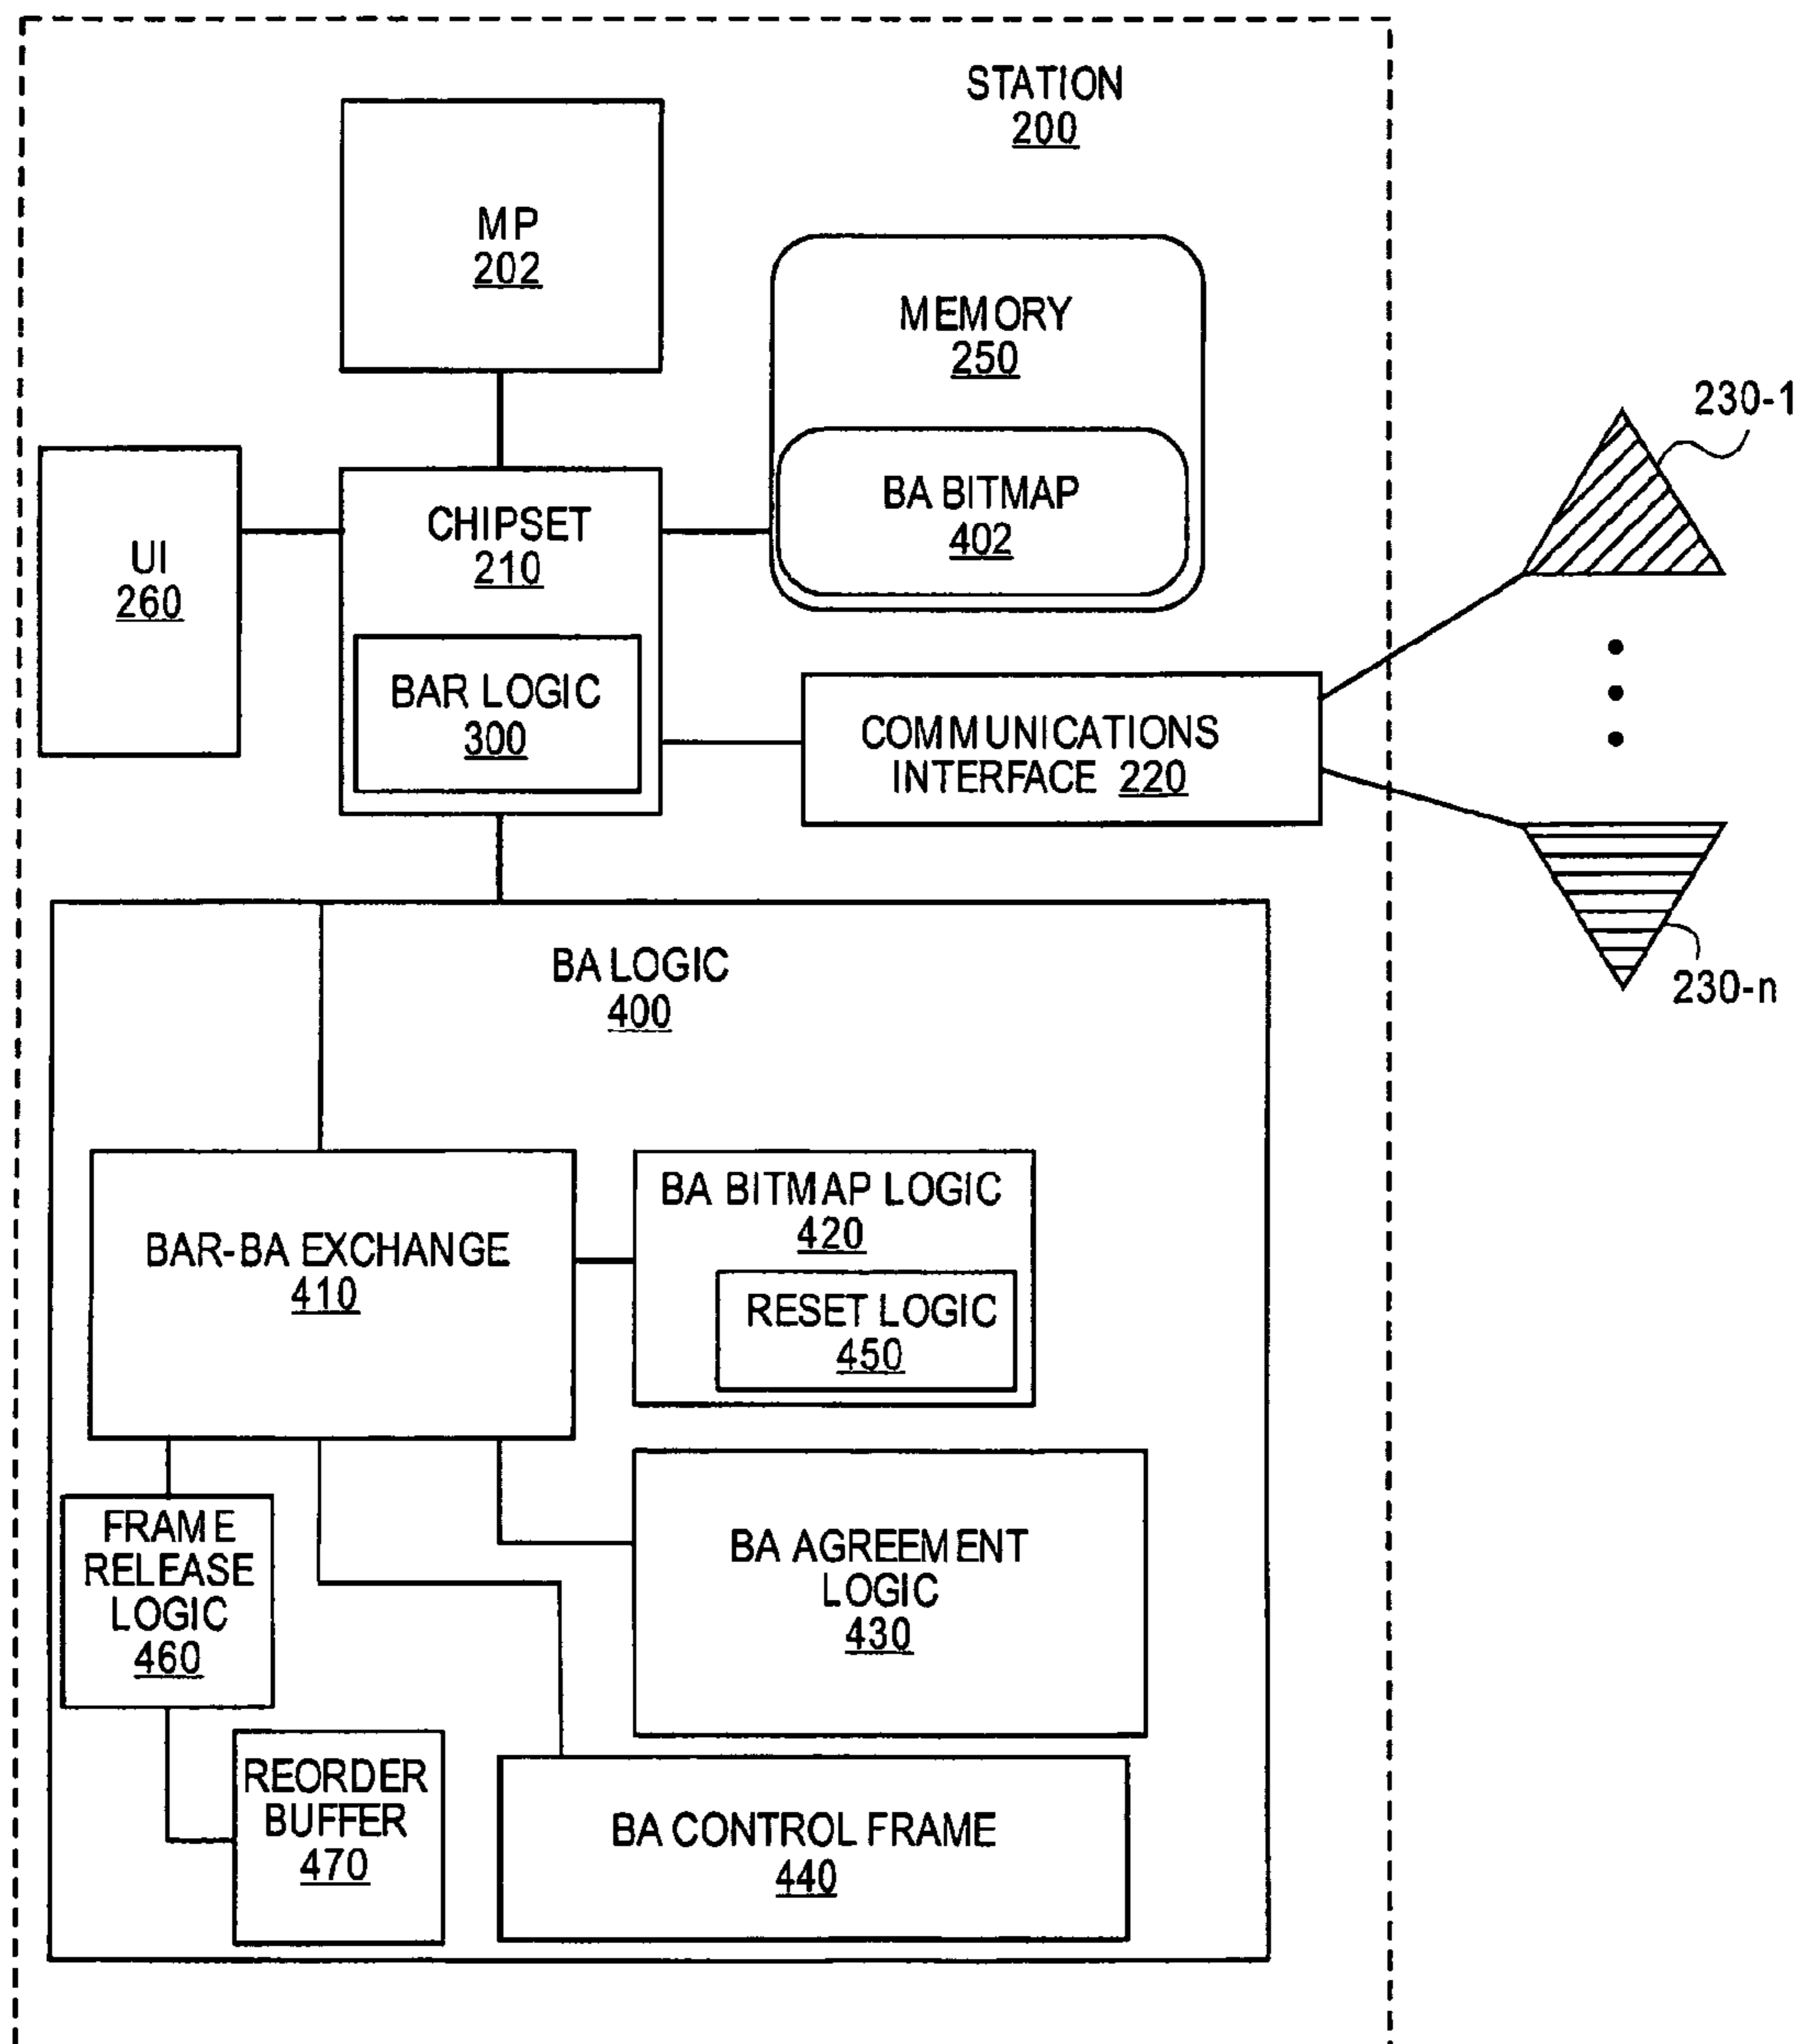 STATION
200
MP
202
MEMORY
250
230-1
BA BITMAP
402
CHIPSET
210
UI
260
BAR LOGIC
300
COMMUNICATIONS
INTERFACE 220
230-n
BA LOGIC
400
BAR-BA EXCHANGE
410
BA BITMAP LOGIC
420
RESET LOGIC
450
FRAME
RELEASE
LOGIC
460
BA AGREEMENT
LOGIC
430
REORDER
BUFFER
470
BA CONTROL FRAME
440